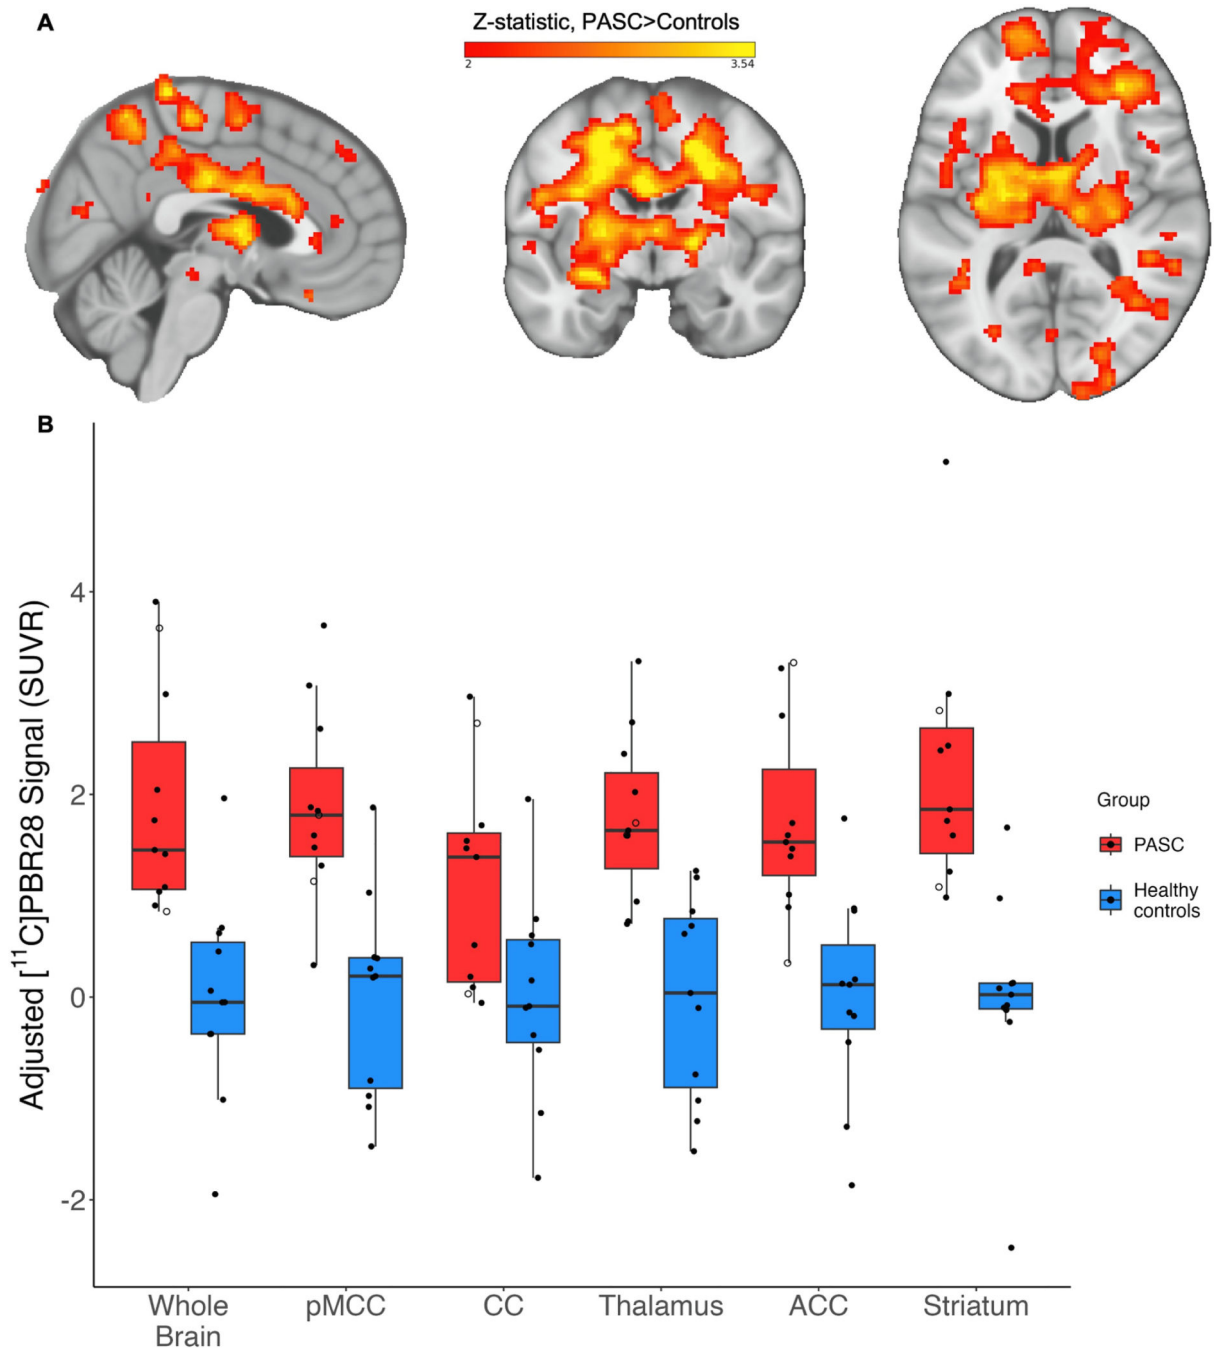 A
Z-statistic, PASC>Controls
2
3.54
B
Adjusted [¹¹C]PBR28 Signal (SUVR)
4
2
0
-2
Whole
Brain
pMCC
CC
Thalamus
ACC
Striatum
Group
PASC
Healthy
controls